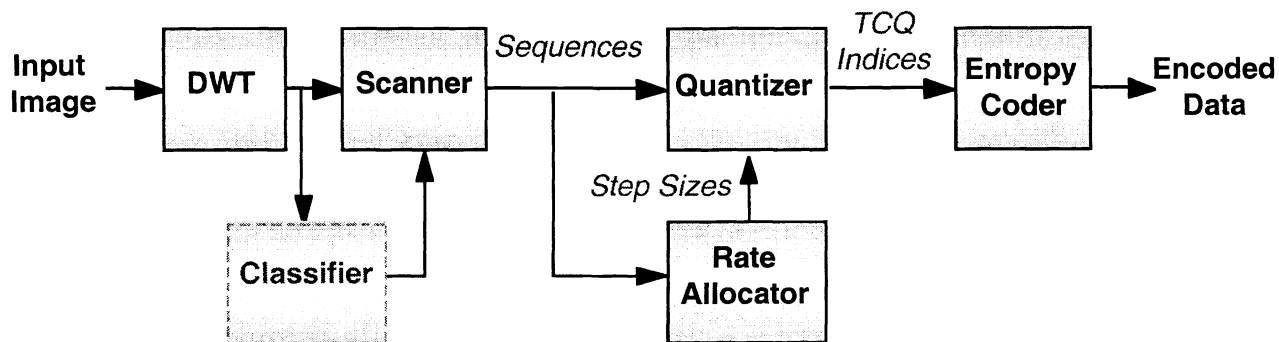 Input
Image
DWT
Scanner
Sequences
Quantizer
TCQ
Indices
Entropy
Coder
Encoded
Data
Classifier
Step Sizes
Rate
Allocator